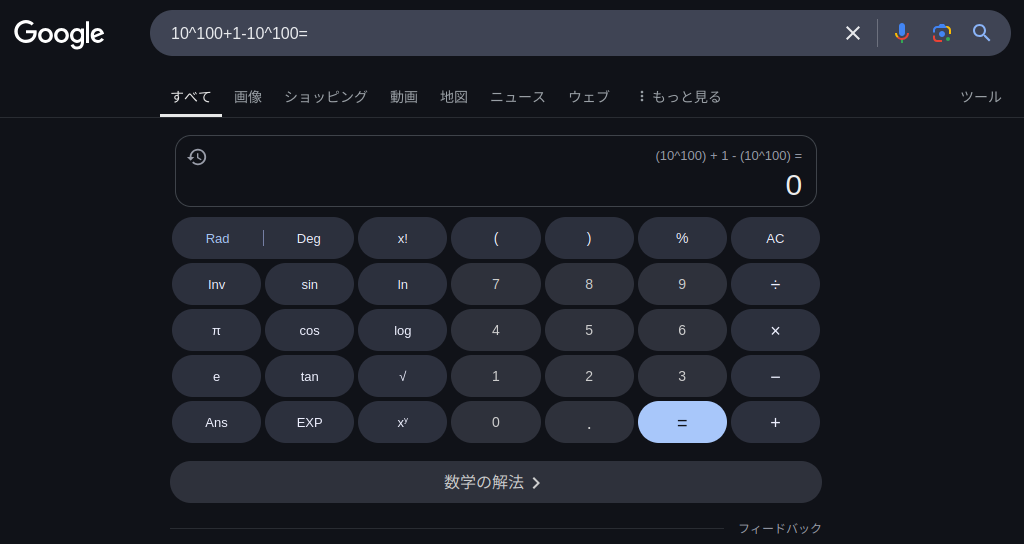 Google
10^100+1-10^100=
すべて 画像 ショッピング 動画 地図 ニュース ウェブ もっと見る ツール
(10^100) + 1 - (10^100) =
0
Rad Deg x! ( ) % AC
Inv sin ln 7 8 9 ÷
π cos log 4 5 6 ×
e tan √ 1 2 3 −
Ans EXP xʸ 0 . = +
数学の解法
フィードバック